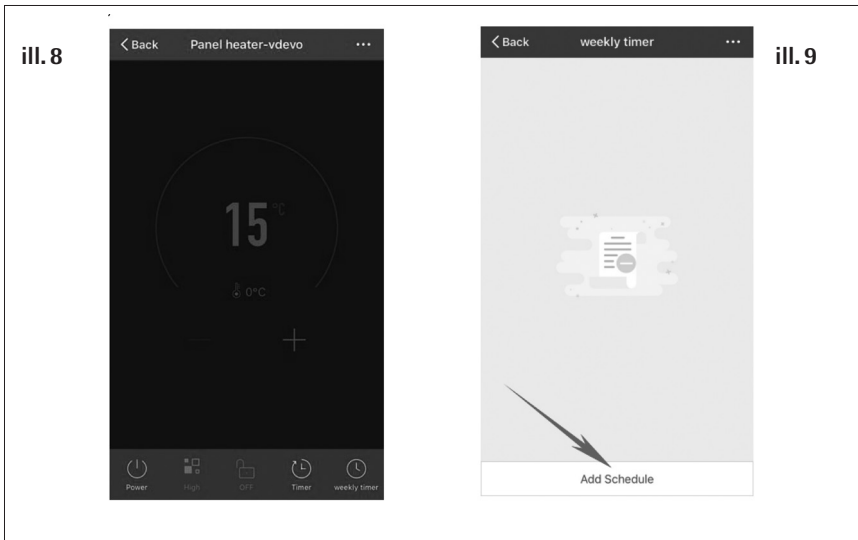 ill. 8
Back Panel heater-vdevo ...
15 °C
0°C
— +
Power High OFF Timer weekly timer
Back weekly timer ...
ill. 9
Add Schedule